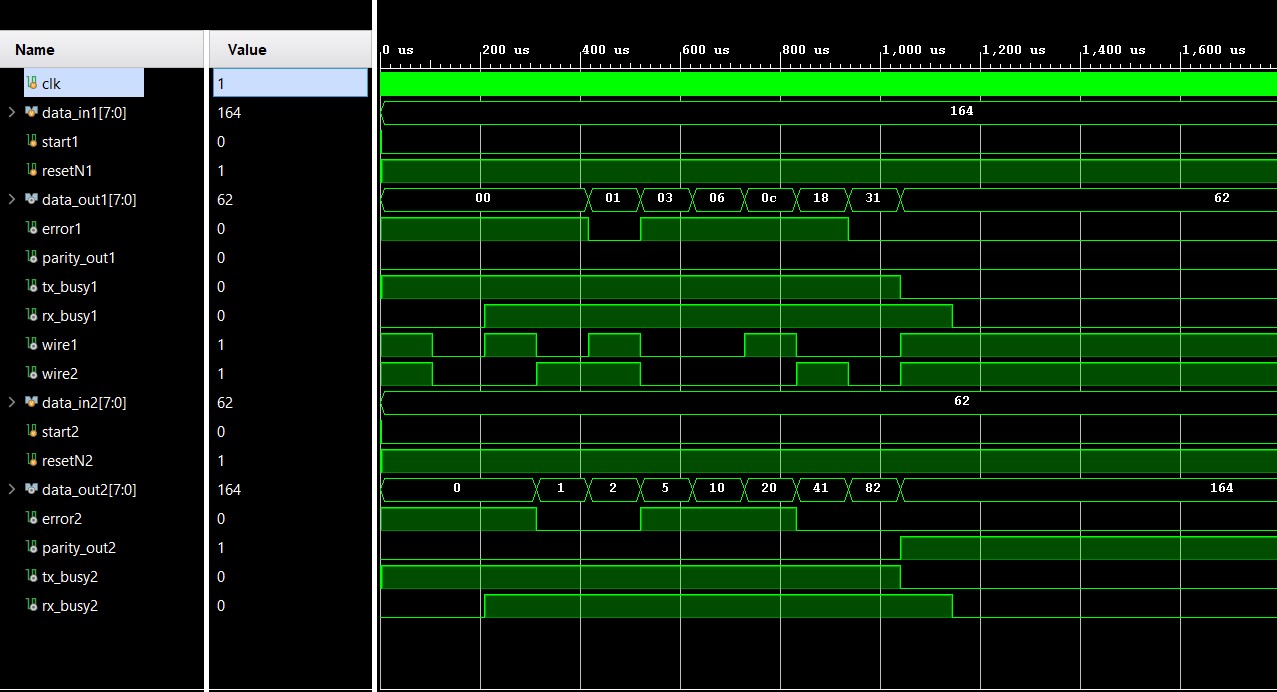 Name Value 0 us 200 us 400 us 600 us 800 us 1,000 us 1,200 us 1,400 us 1,600 us
clk 1
data_in1[7:0] 164 164
start1 0
resetN1 1
data_out1[7:0] 62 00 01 03 06 0c 18 31 62
error1 0
parity_out1 0
tx_busy1 0
rx_busy1 0
wire1 1
wire2 1
data_in2[7:0] 62 62
start2 0
resetN2 1
data_out2[7:0] 164 0 1 2 5 10 20 41 82 164
error2 0
parity_out2 1
tx_busy2 0
rx_busy2 0